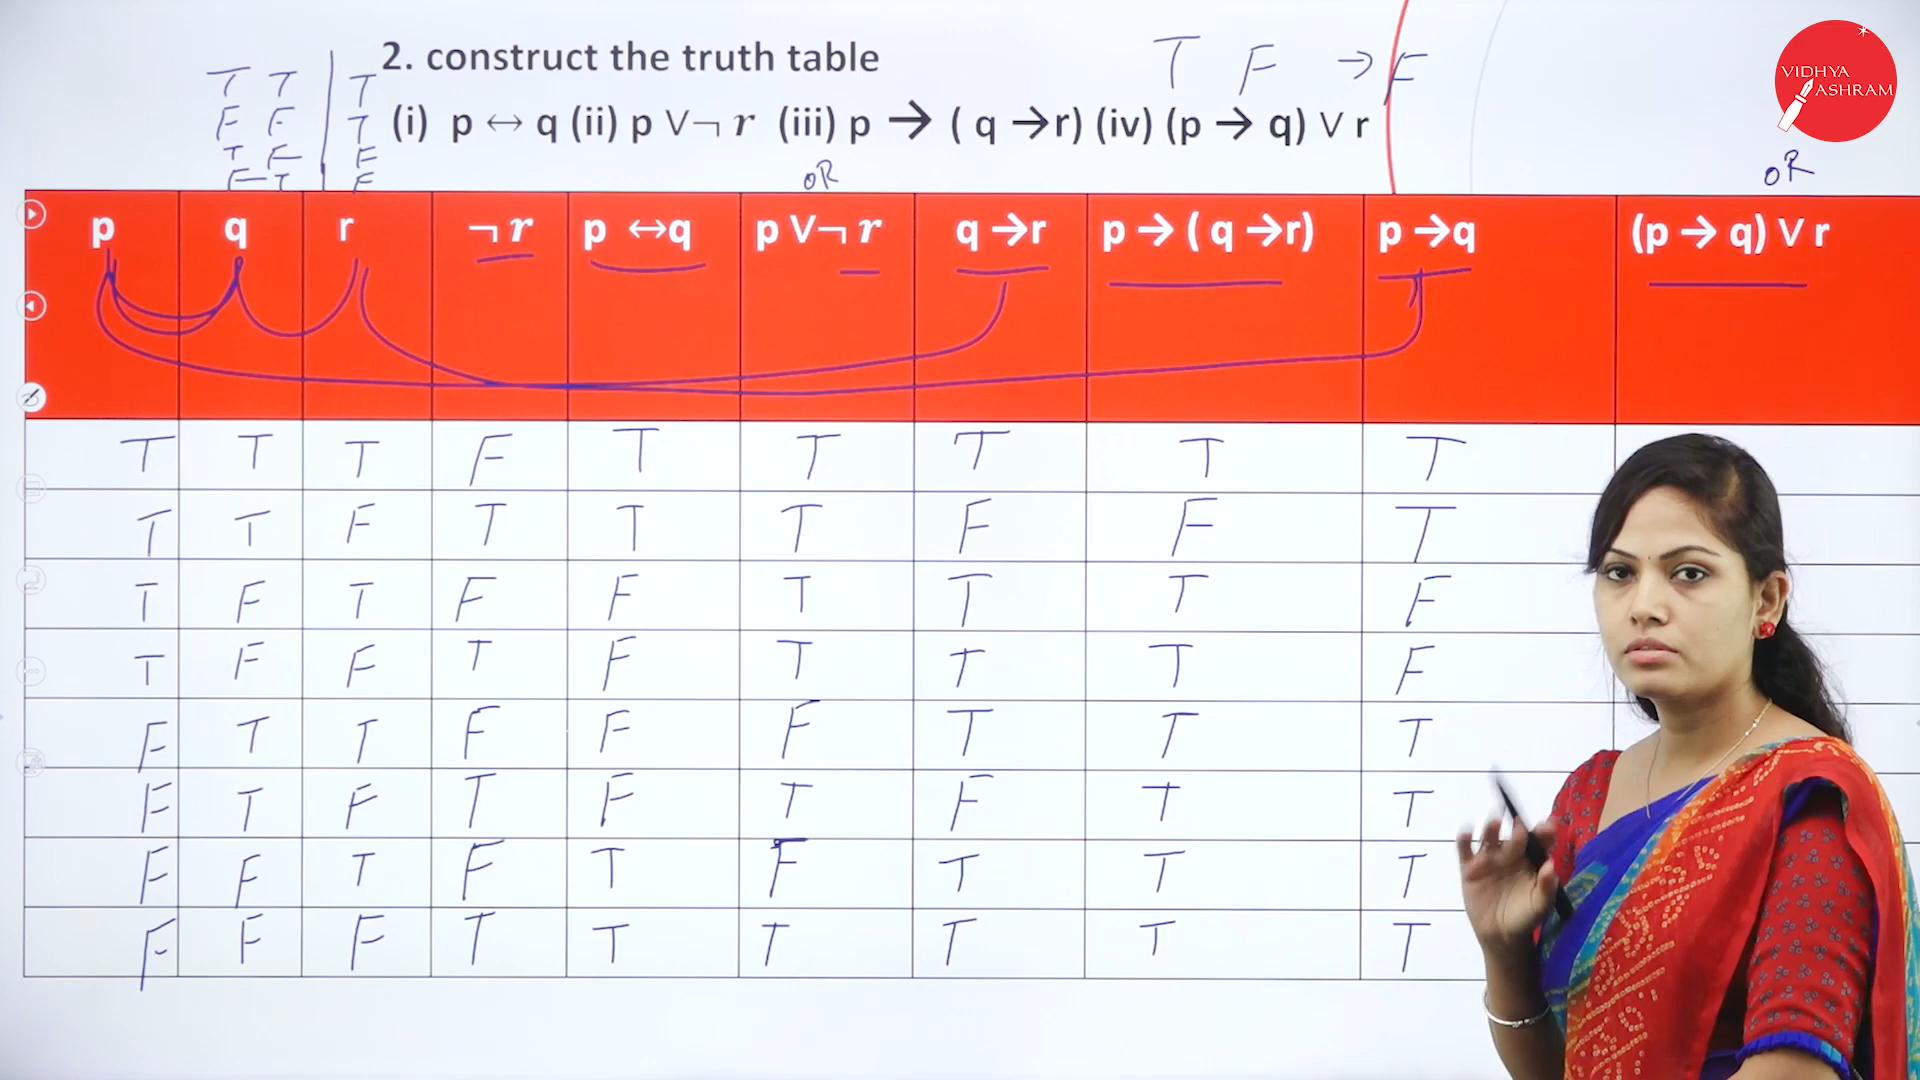 2. construct the truth table
T F → F
VIDHYA
ASHRAM
T T T
F F T
T F F
F T F
(i) p ↔ q (ii) p ∨¬ r (iii) p → ( q →r) (iv) (p → q) ∨ r
OR
OR
p q r ¬ r p ↔q p ∨¬ r q →r p → ( q →r) p →q (p → q) ∨ r
T T T F T T T T T
T T F T T T F F T
T F T F F T T T F
T F F T F T T T F
F T T F F F T T T
F T F T F T F T T
F F T F T F T T T
F F F T T T T T T